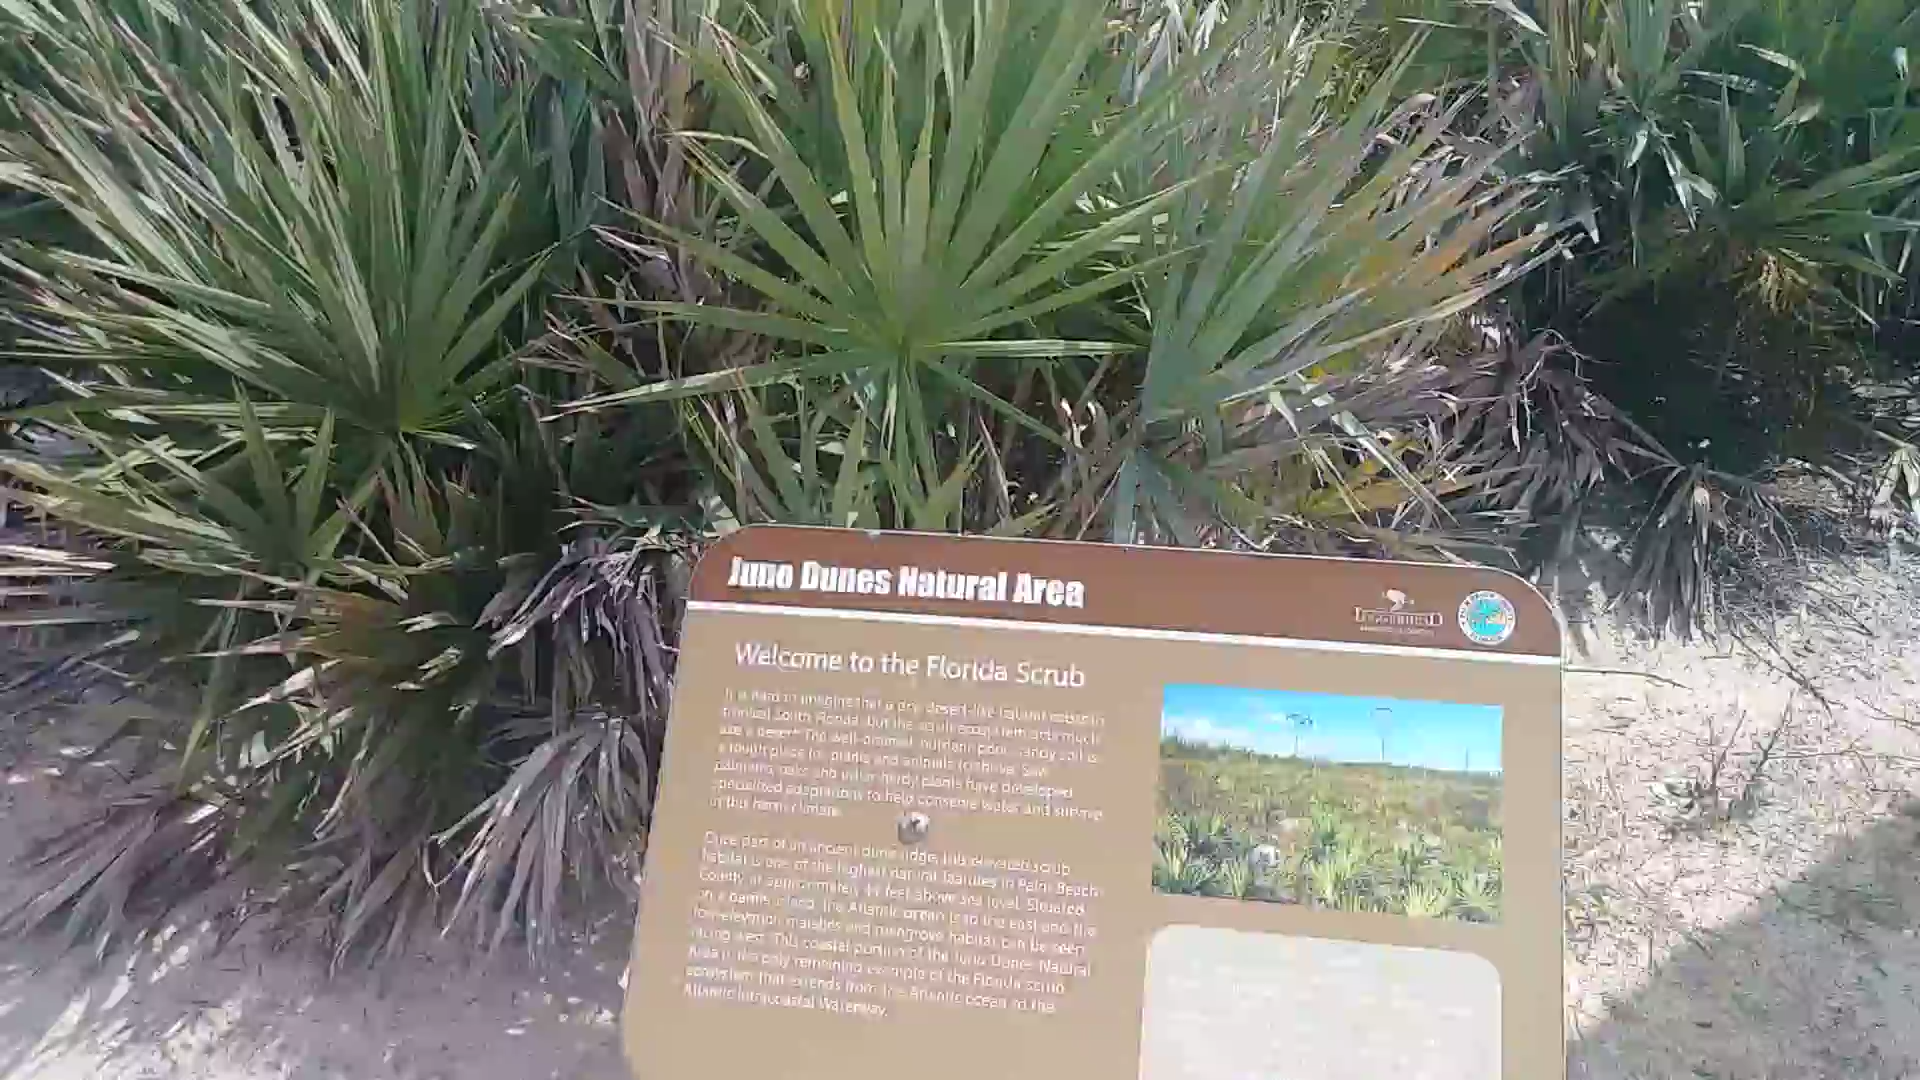 Juno Dunes Natural Area
LOGGERHEAD
Welcome to the Florida Scrub
It is hard to imagine that a dry, desert-like habitat exists in
tropical South Florida, but the scrub ecosystem acts much
like a desert. The well-drained, nutrient-poor, sandy soil is
a tough place for plants and animals to thrive. Saw
palmetto, oaks and other hardy plants have developed
specialized adaptations to help conserve water and survive
in this harsh climate.
Once part of an ancient dune ridge, this elevated scrub
habitat is one of the highest natural features in Palm Beach
County, at approximately feet above sea level. Situated
on a barrier island, the Atlantic ocean is to the east and the
low-elevation marshes and mangrove habitat can be seen
facing west. This coastal portion of the Juno Dunes Natural
Area is the only remaining example of the Florida scrub
ecosystem that extends from the Atlantic ocean to the
Atlantic Intracoastal Waterway.